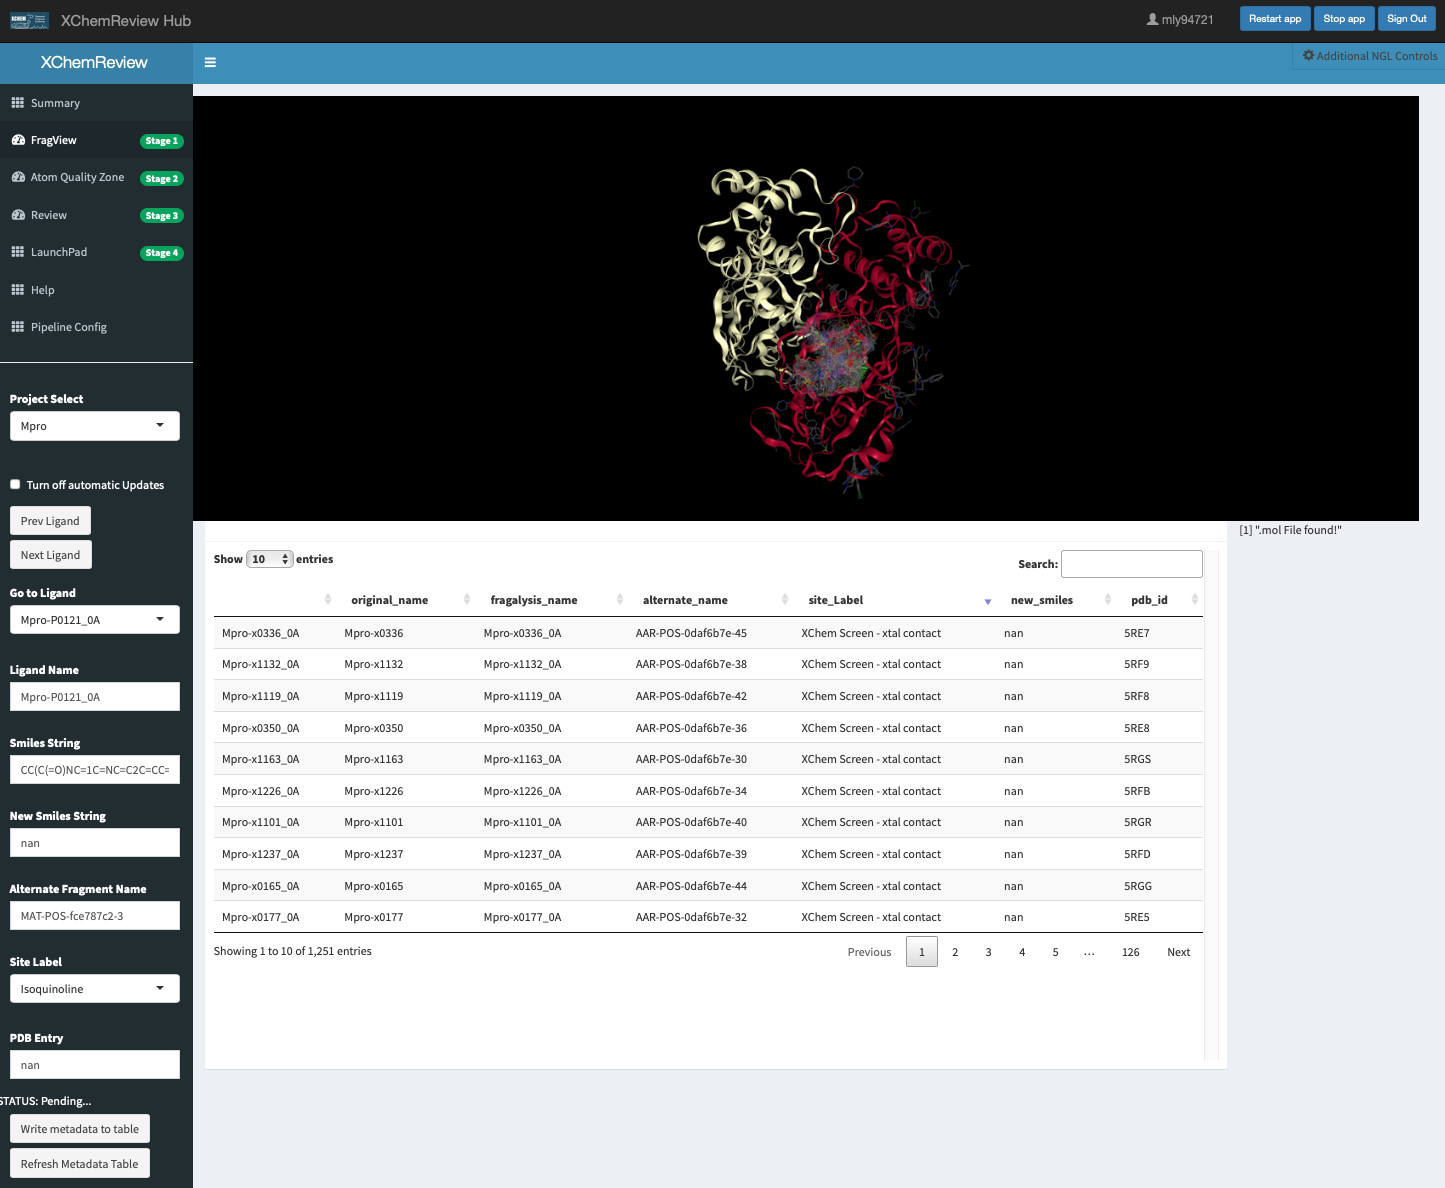 XCHEM
XChemReview Hub
mly94721
Restart app
Stop app
Sign Out
XChemReview
Additional NGL Controls
Summary
FragView Stage 1
Atom Quality Zone Stage 2
Review Stage 3
LaunchPad Stage 4
Help
Pipeline Config
Project Select
Mpro
Turn off automatic Updates
Prev Ligand
Next Ligand
Go to Ligand
Mpro-P0121_0A
Ligand Name
Mpro-P0121_0A
Smiles String
CC(C(=O)NC=1C=NC=C2C=CC=
New Smiles String
nan
Alternate Fragment Name
MAT-POS-fce787c2-3
Site Label
Isoquinoline
PDB Entry
nan
STATUS: Pending...
Write metadata to table
Refresh Metadata Table
[1] ".mol File found!"
Show 10 entries
Search:
original_name fragalysis_name alternate_name site_Label new_smiles pdb_id
Mpro-x0336_0A Mpro-x0336 Mpro-x0336_0A AAR-POS-0daf6b7e-45 XChem Screen - xtal contact nan 5RE7
Mpro-x1132_0A Mpro-x1132 Mpro-x1132_0A AAR-POS-0daf6b7e-38 XChem Screen - xtal contact nan 5RF9
Mpro-x1119_0A Mpro-x1119 Mpro-x1119_0A AAR-POS-0daf6b7e-42 XChem Screen - xtal contact nan 5RF8
Mpro-x0350_0A Mpro-x0350 Mpro-x0350_0A AAR-POS-0daf6b7e-36 XChem Screen - xtal contact nan 5RE8
Mpro-x1163_0A Mpro-x1163 Mpro-x1163_0A AAR-POS-0daf6b7e-30 XChem Screen - xtal contact nan 5RGS
Mpro-x1226_0A Mpro-x1226 Mpro-x1226_0A AAR-POS-0daf6b7e-34 XChem Screen - xtal contact nan 5RFB
Mpro-x1101_0A Mpro-x1101 Mpro-x1101_0A AAR-POS-0daf6b7e-40 XChem Screen - xtal contact nan 5RGR
Mpro-x1237_0A Mpro-x1237 Mpro-x1237_0A AAR-POS-0daf6b7e-39 XChem Screen - xtal contact nan 5RFD
Mpro-x0165_0A Mpro-x0165 Mpro-x0165_0A AAR-POS-0daf6b7e-44 XChem Screen - xtal contact nan 5RGG
Mpro-x0177_0A Mpro-x0177 Mpro-x0177_0A AAR-POS-0daf6b7e-32 XChem Screen - xtal contact nan 5RE5
Showing 1 to 10 of 1,251 entries
Previous 1 2 3 4 5 … 126 Next